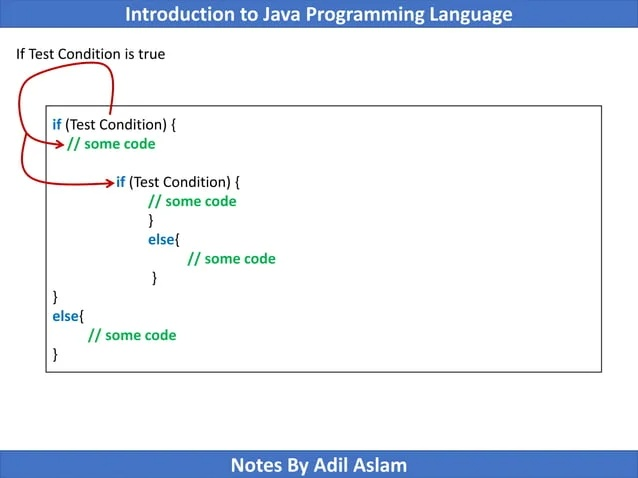 Introduction to Java Programming Language
If Test Condition is true
if (Test Condition) {
// some code
if (Test Condition) {
// some code
}
else{
// some code
}
}
else{
// some code
}
Notes By Adil Aslam